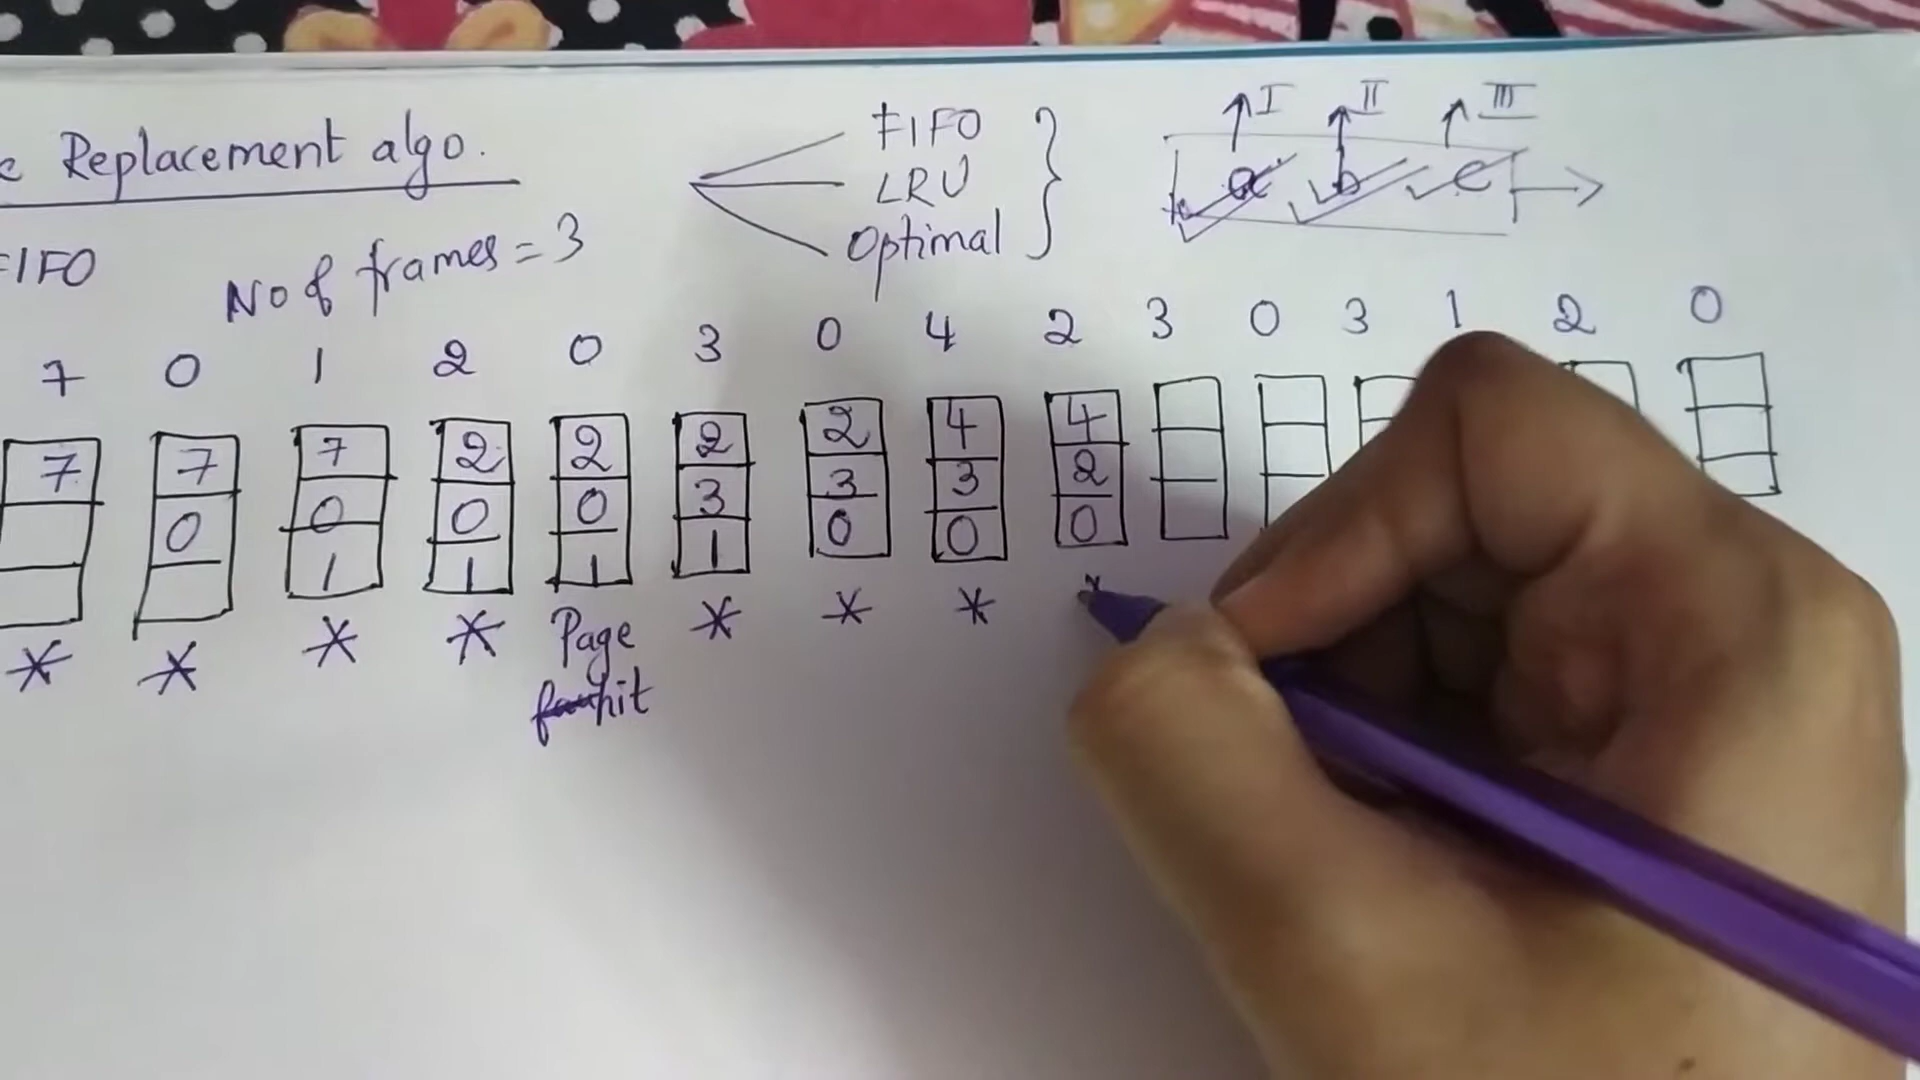 Replacement algo.
FIFO
LRU
Optimal
I II III
a b c
FIFO
No of frames = 3
7 0 1 2 0 3 0 4 2 3 0 3 1 2 0
7 7 7 2 2 2 2 4 4
0 0 0 0 3 3 3 2
1 1 1 1 0 0 0
* * * * Page * * * *
hit